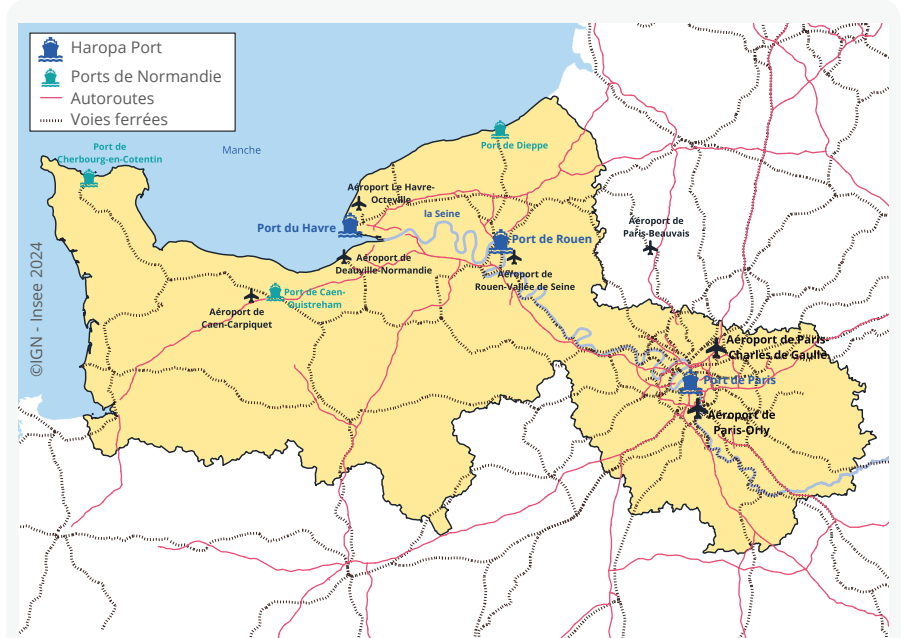 Haropa Port
Ports de Normandie
Autoroutes
Voies ferrées
Port de
Cherbourg-en-Cotentin
Manche
Port de Dieppe
Aéroport Le Havre-
Octeville
la Seine
Port du Havre
Port de Rouen
Aéroport de
Paris-Beauvais
Aéroport de
Deauville-Normandie
Aéroport de
Rouen-Vallée de Seine
Port de Caen-
Ouistreham
Aéroport de
Caen-Carpiquet
Aéroport de Paris-
Charles de Gaulle
Port de Paris
Aéroport de
Paris-Orly
©IGN - Insee 2024